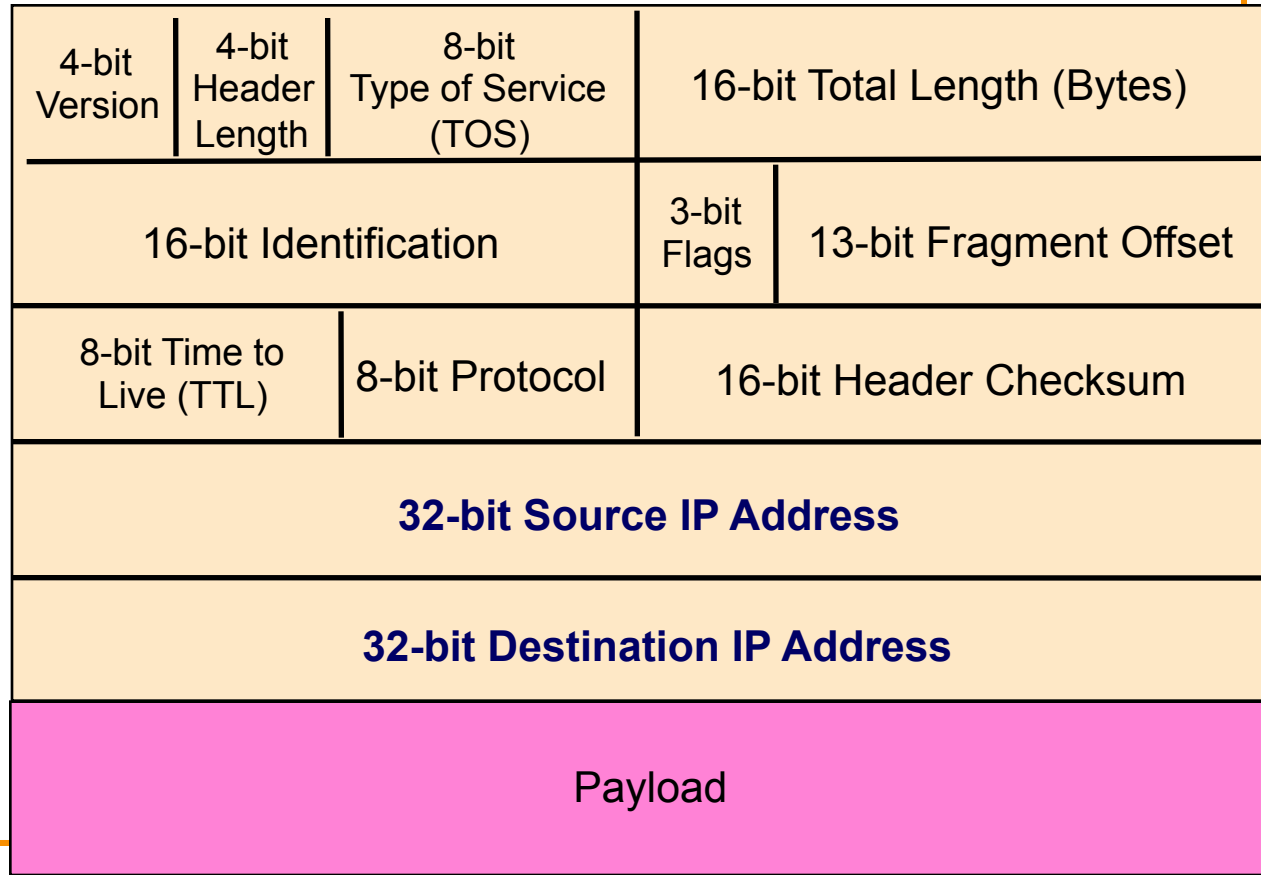 4-bit
Version
4-bit
Header
Length
8-bit
Type of Service
(TOS)
16-bit Total Length (Bytes)
16-bit Identification
3-bit
Flags
13-bit Fragment Offset
8-bit Time to
Live (TTL)
8-bit Protocol
16-bit Header Checksum
32-bit Source IP Address
32-bit Destination IP Address
Payload